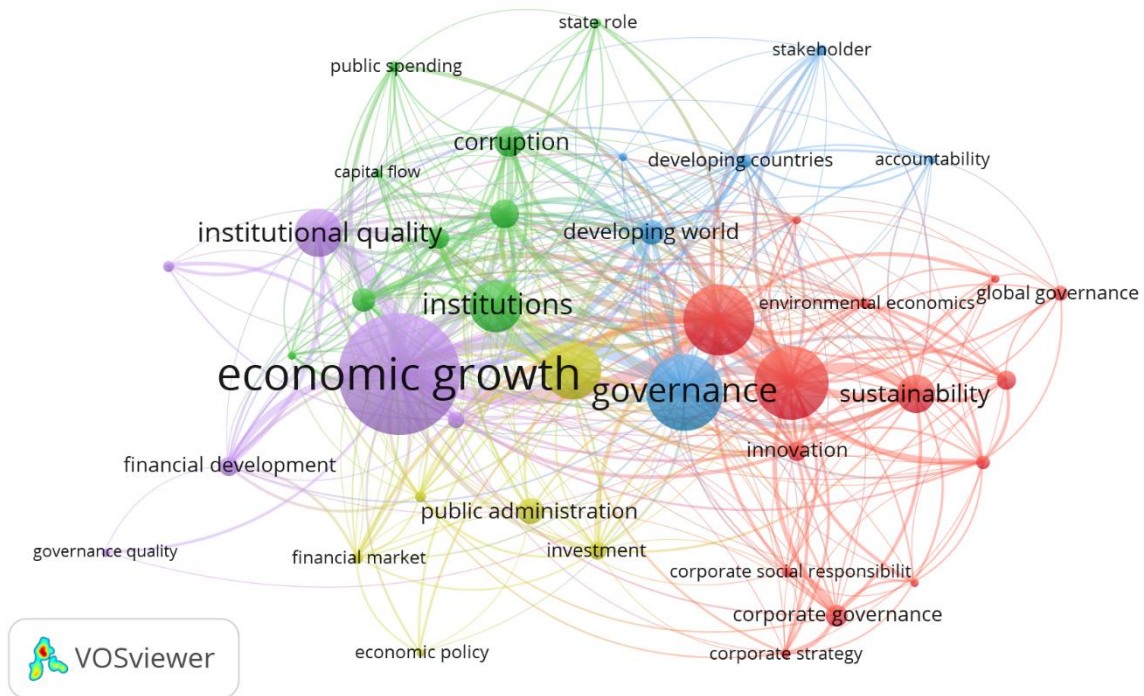 state role
stakeholder
public spending
corruption
developing countries
accountability
capital flow
institutional quality
developing world
institutions
environmental economics
global governance
economic growth
governance
sustainability
innovation
financial development
public administration
governance quality
financial market
investment
corporate social responsibilit
corporate governance
economic policy
corporate strategy
VOSviewer